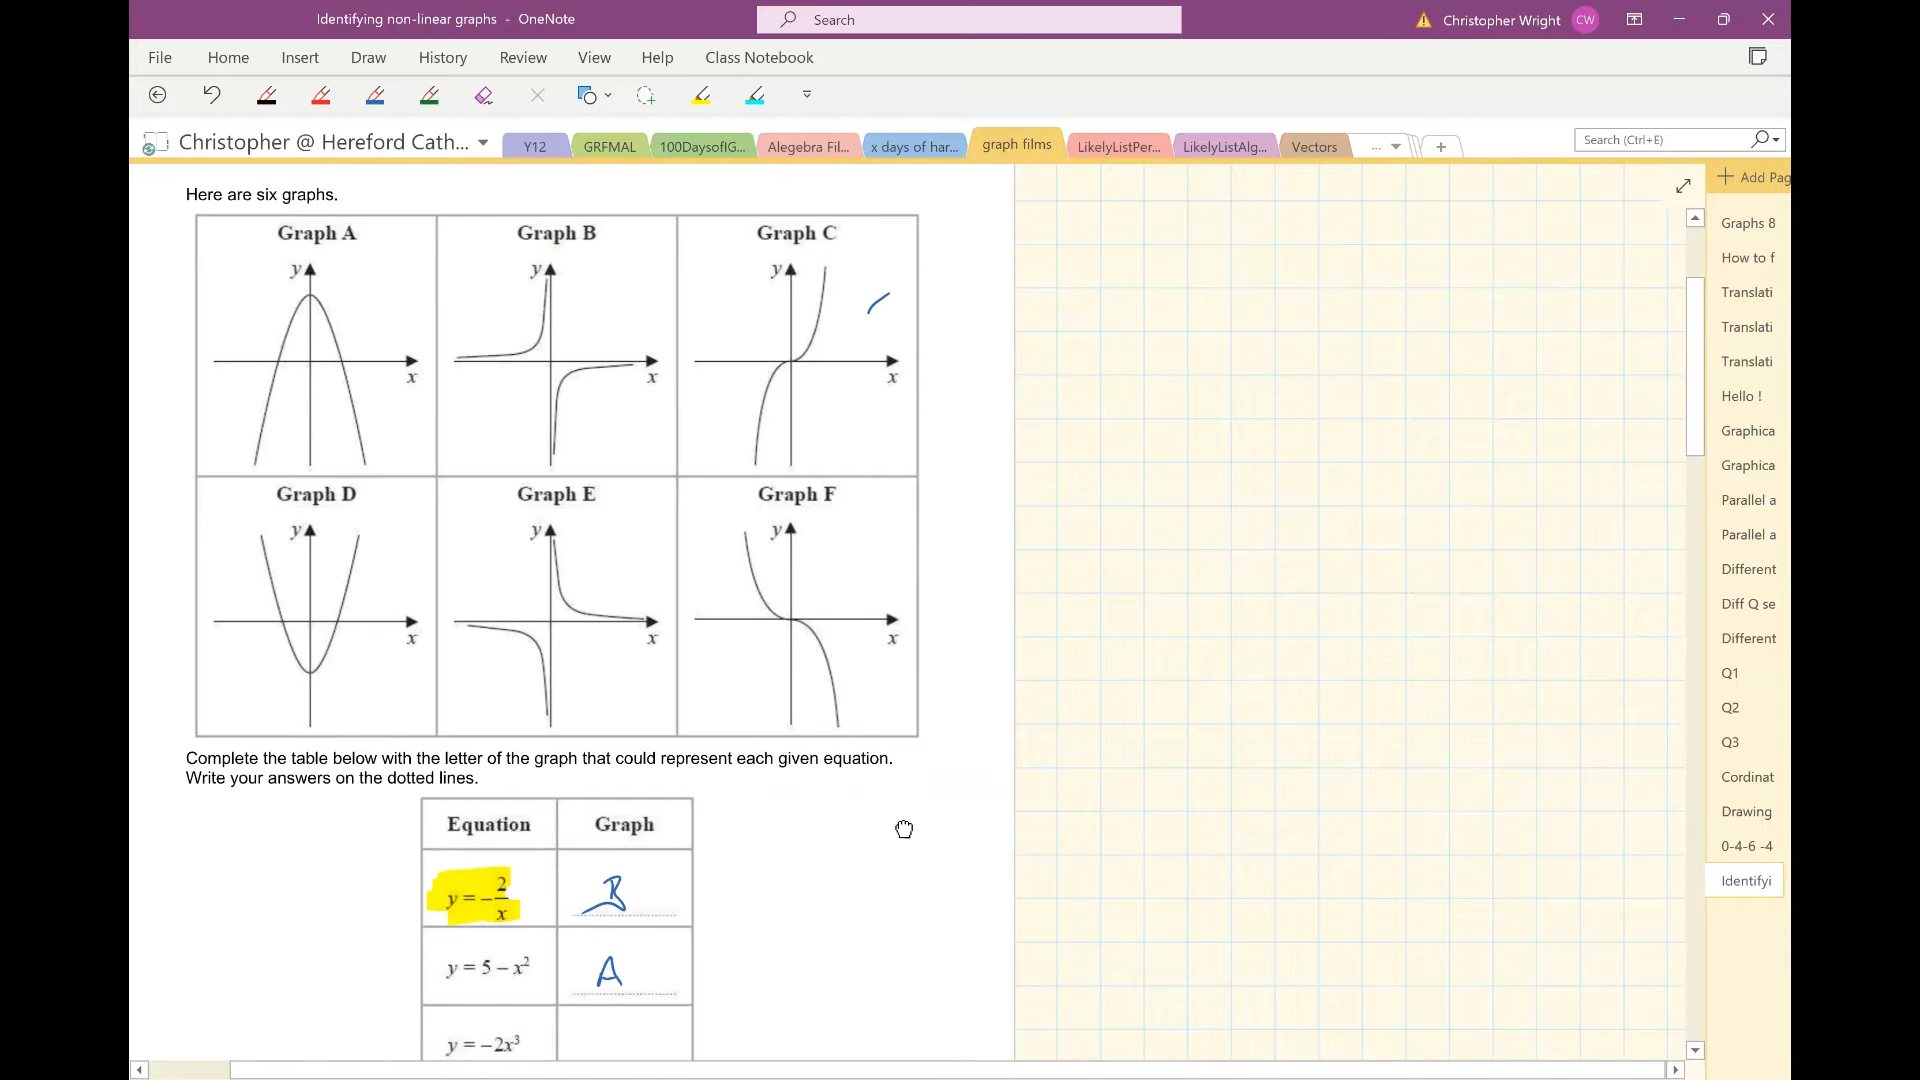 Identifying non-linear graphs - OneNote
Search
Christopher Wright
CW
File
Home
Insert
Draw
History
Review
View
Help
Class Notebook
Christopher @ Hereford Cath...
Y12
GRFMAL
100DaysofIG...
Alegebra Fil...
x days of har...
graph films
LikelyListPer...
LikelyListAlg...
Vectors
...
Search (Ctrl+E)
Add Pag
Here are six graphs.
Graph A
y
x
Graph B
y
x
Graph C
y
x
Graph D
y
x
Graph E
y
x
Graph F
y
x
Complete the table below with the letter of the graph that could represent each given equation.
Write your answers on the dotted lines.
Equation
Graph
y = -2/x
B
y = 5 – x²
A
y = –2x³
Graphs 8
How to f
Translati
Translati
Translati
Hello !
Graphica
Graphica
Parallel a
Parallel a
Different
Diff Q se
Different
Q1
Q2
Q3
Cordinat
Drawing
0-4-6 -4
Identifyi